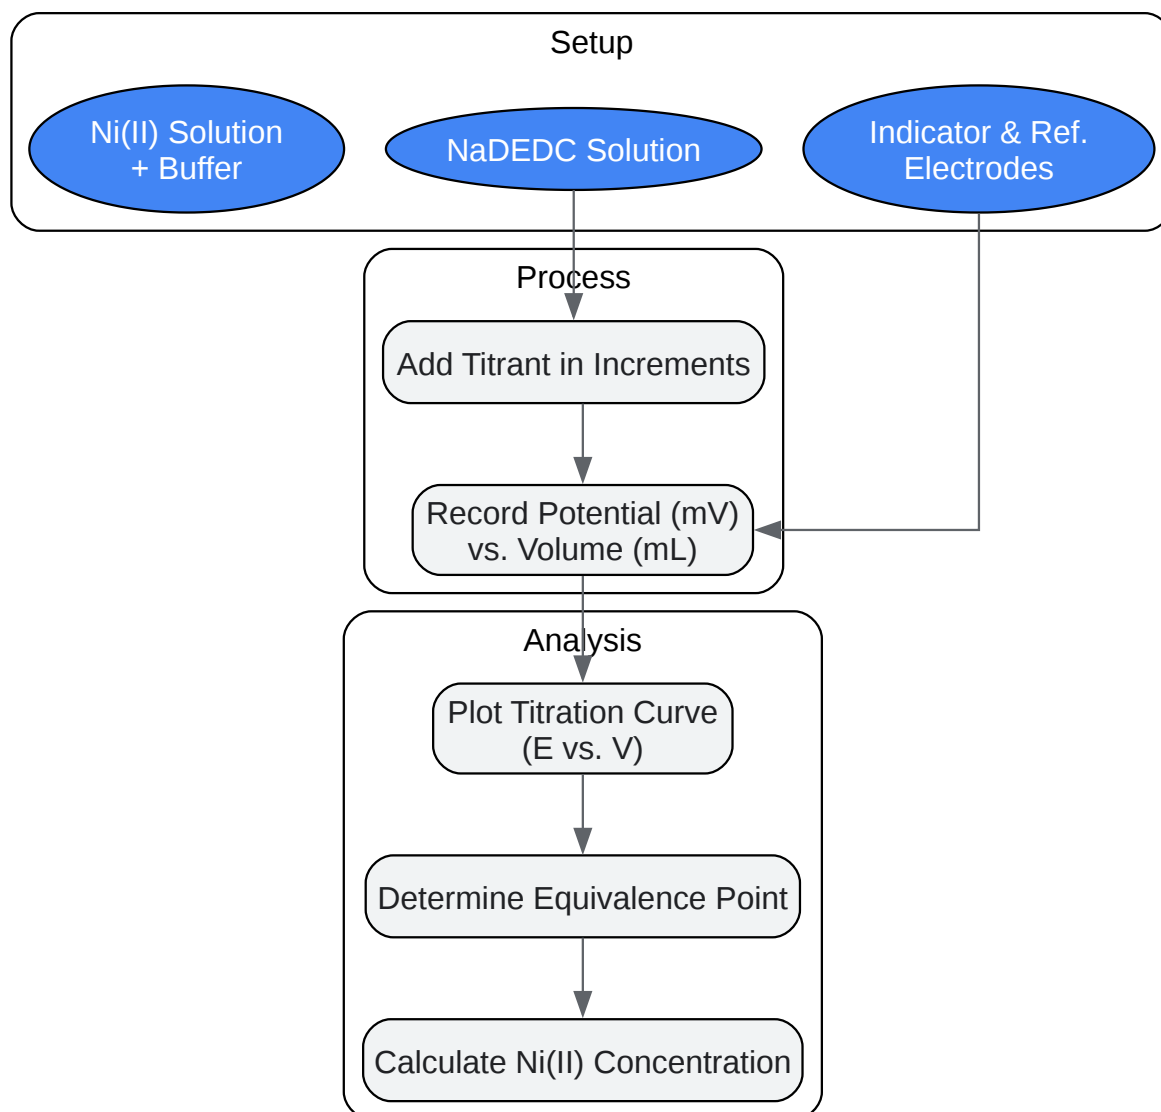 Setup
Ni(II) Solution
+ Buffer
NaDEDC Solution
Indicator & Ref.
Electrodes
Process
Add Titrant in Increments
Record Potential (mV)
vs. Volume (mL)
Analysis
Plot Titration Curve
(E vs. V)
Determine Equivalence Point
Calculate Ni(II) Concentration